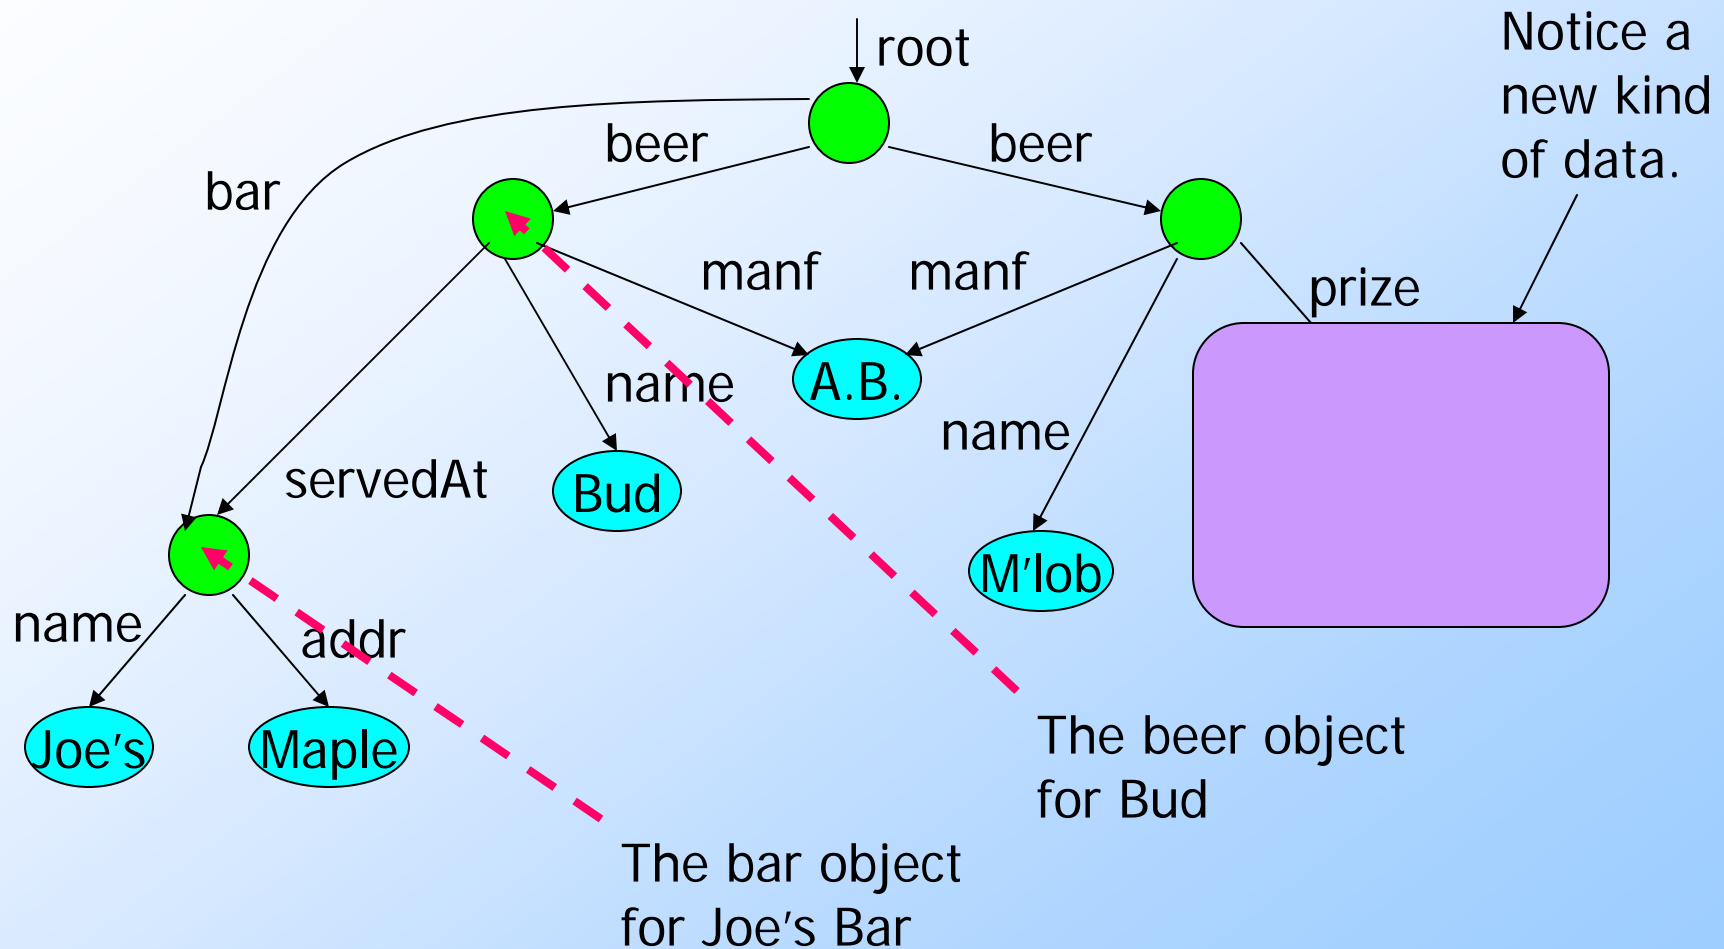 root
Notice a
new kind
of data.
beer
beer
bar
manf
manf
prize
name
A.B.
name
servedAt
Bud
M'lob
name
addr
Joe's
Maple
The beer object
for Bud
The bar object
for Joe's Bar